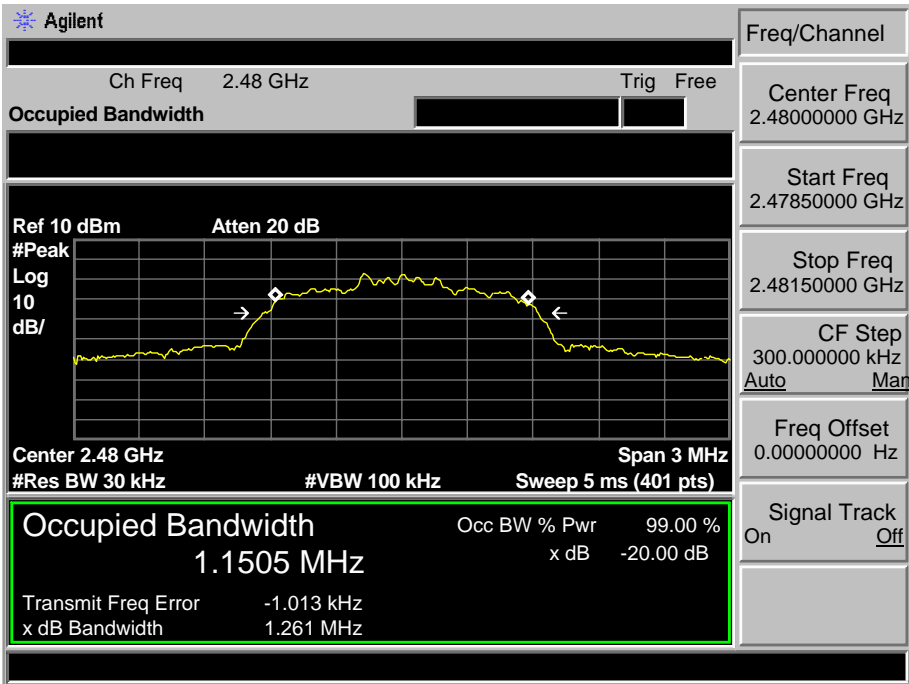 Agilent
Freq/Channel
Ch Freq 2.48 GHz Trig Free
Occupied Bandwidth
Center Freq
2.48000000 GHz
Start Freq
2.47850000 GHz
Stop Freq
2.48150000 GHz
CF Step
300.000000 kHz
Auto Man
Freq Offset
0.00000000 Hz
Signal Track
On Off
Ref 10 dBm Atten 20 dB
#Peak
Log
10
dB/
Center 2.48 GHz Span 3 MHz
#Res BW 30 kHz #VBW 100 kHz Sweep 5 ms (401 pts)
Occupied Bandwidth Occ BW % Pwr 99.00 %
1.1505 MHz x dB -20.00 dB
Transmit Freq Error -1.013 kHz
x dB Bandwidth 1.261 MHz